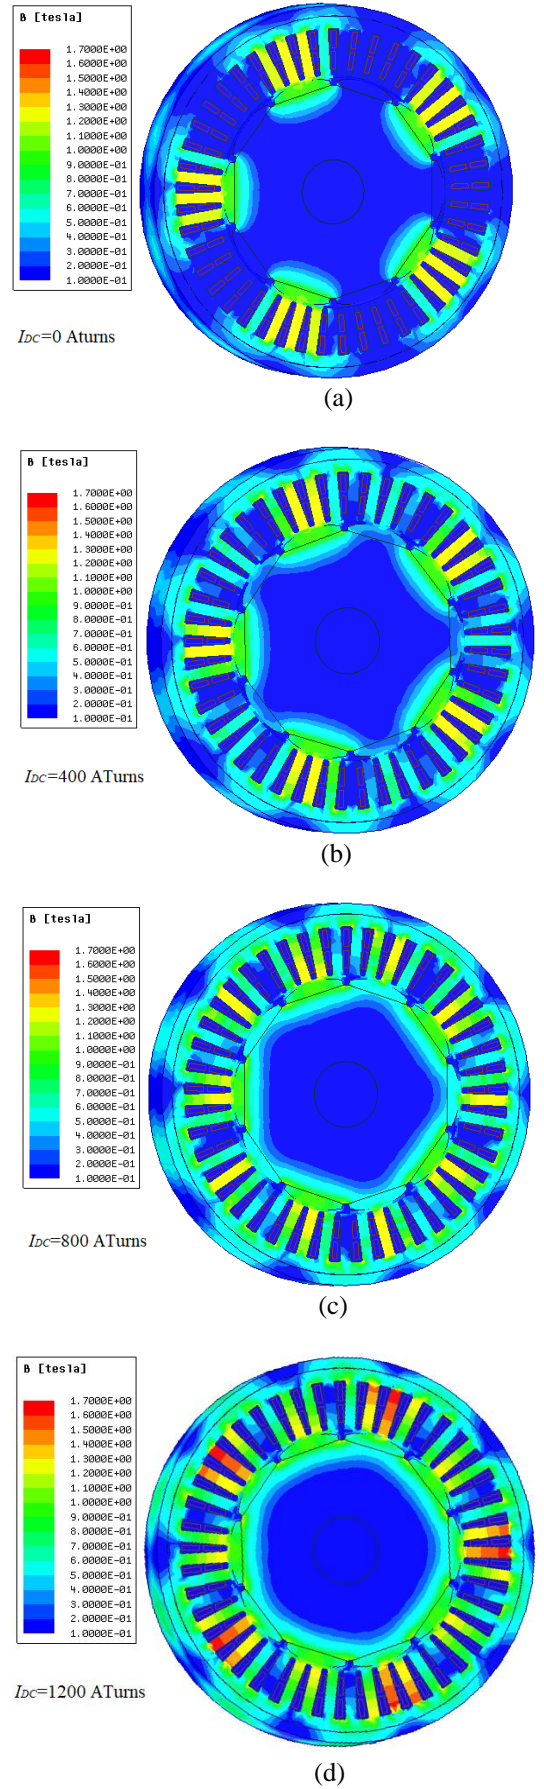 B [tesla]
1.7000E+00
1.6000E+00
1.5000E+00
1.4000E+00
1.3000E+00
1.2000E+00
1.1000E+00
1.0000E+00
9.0000E-01
8.0000E-01
7.0000E-01
6.0000E-01
5.0000E-01
4.0000E-01
3.0000E-01
2.0000E-01
1.0000E-01
IDC=0 Aturns
(a)
B [tesla]
1.7000E+00
1.6000E+00
1.5000E+00
1.4000E+00
1.3000E+00
1.2000E+00
1.1000E+00
1.0000E+00
9.0000E-01
8.0000E-01
7.0000E-01
6.0000E-01
5.0000E-01
4.0000E-01
3.0000E-01
2.0000E-01
1.0000E-01
IDC=400 ATurns
(b)
B [tesla]
1.7000E+00
1.6000E+00
1.5000E+00
1.4000E+00
1.3000E+00
1.2000E+00
1.1000E+00
1.0000E+00
9.0000E-01
8.0000E-01
7.0000E-01
6.0000E-01
5.0000E-01
4.0000E-01
3.0000E-01
2.0000E-01
1.0000E-01
IDC=800 ATurns
(c)
B [tesla]
1.7000E+00
1.6000E+00
1.5000E+00
1.4000E+00
1.3000E+00
1.2000E+00
1.1000E+00
1.0000E+00
9.0000E-01
8.0000E-01
7.0000E-01
6.0000E-01
5.0000E-01
4.0000E-01
3.0000E-01
2.0000E-01
1.0000E-01
IDC=1200 ATurns
(d)